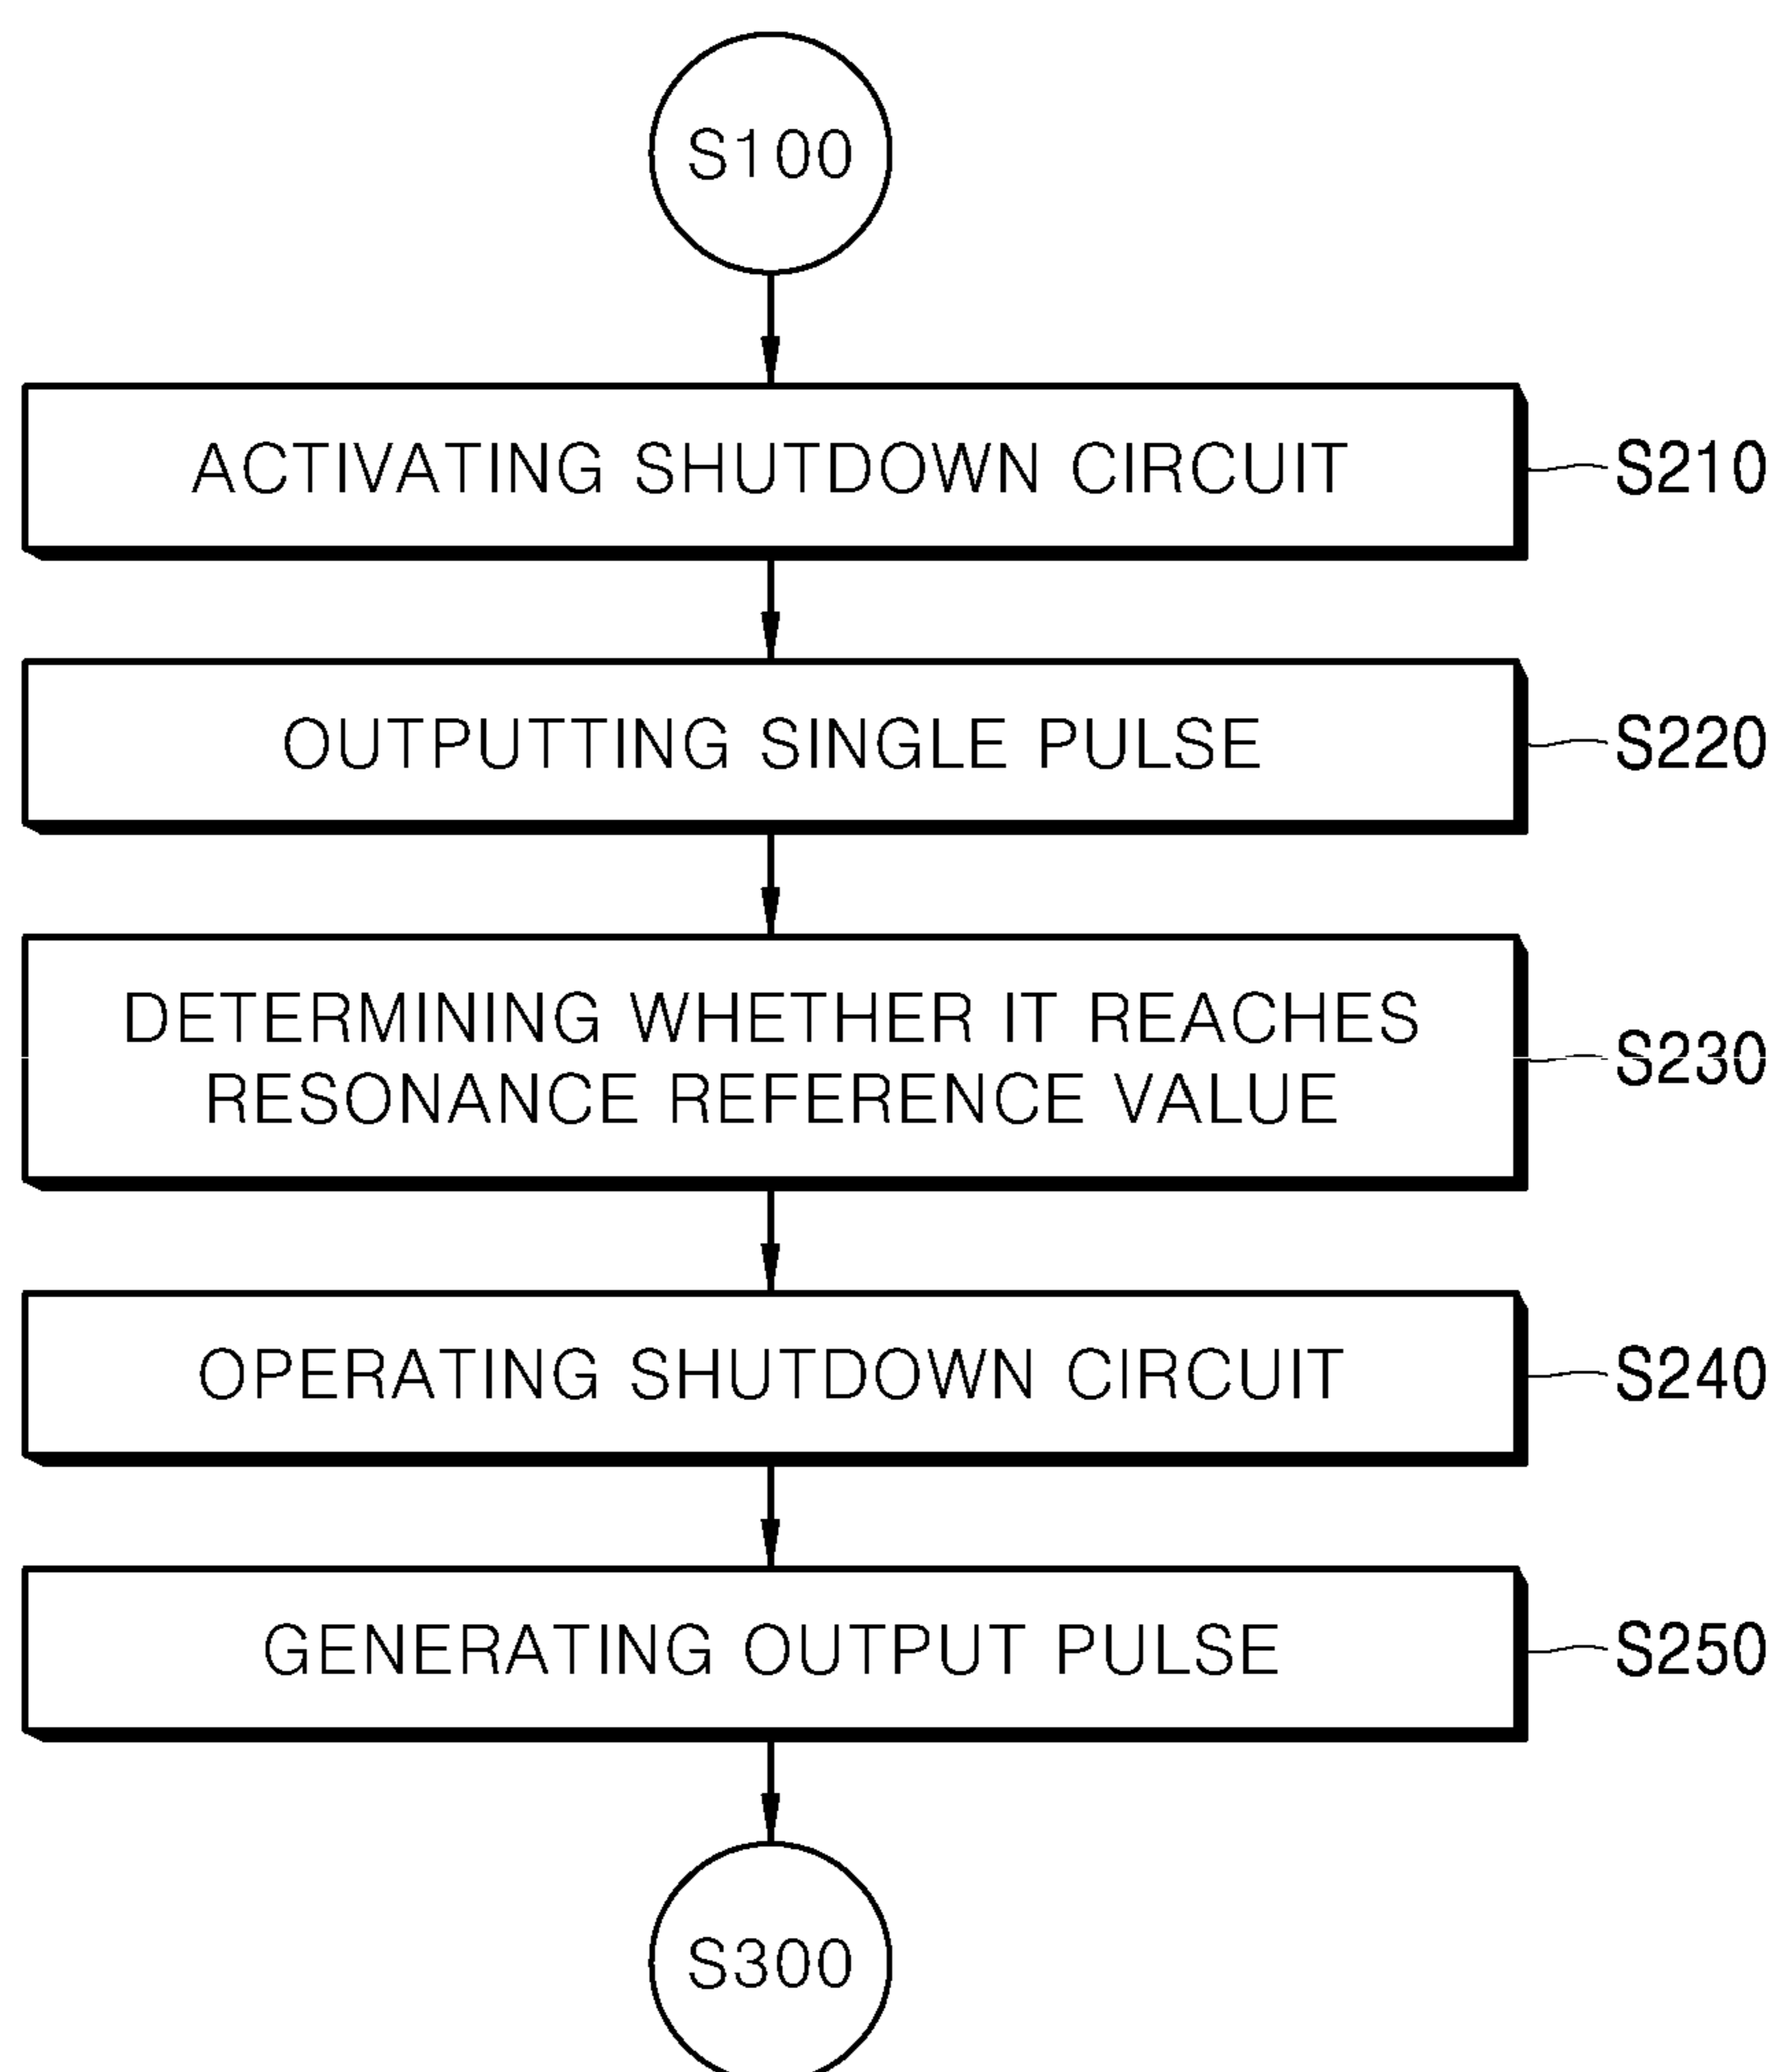 S100
ACTIVATING SHUTDOWN CIRCUIT
S210
OUTPUTTING SINGLE PULSE
S220
DETERMINING WHETHER IT REACHES
RESONANCE REFERENCE VALUE
S230
OPERATING SHUTDOWN CIRCUIT
S240
GENERATING OUTPUT PULSE
S250
S300